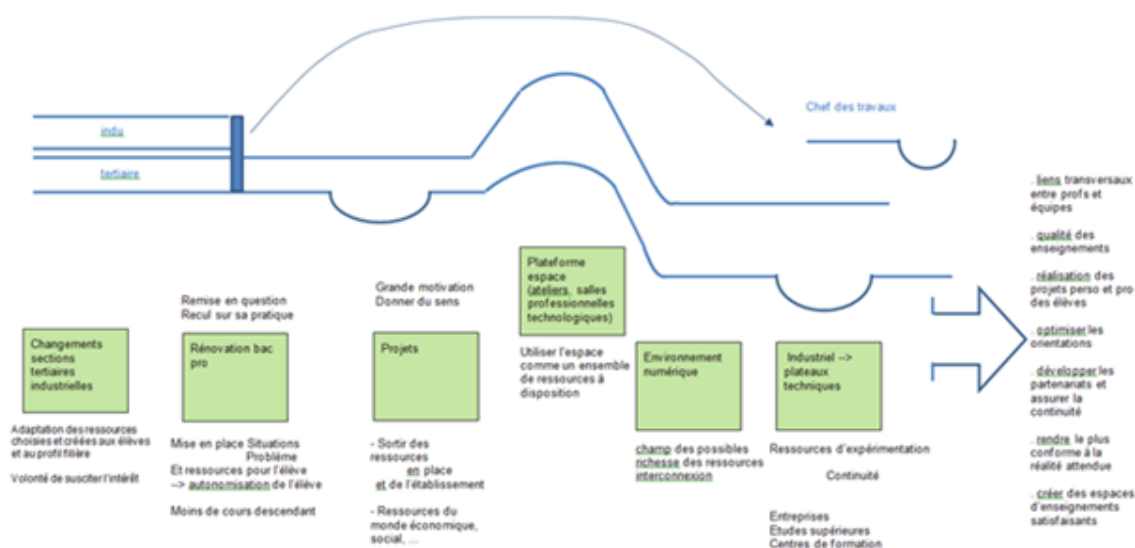 indu
tertiaire
Chef des travaux
Changements
sections
tertiaires
industrielles
Adaptation des ressources
choisies et créées aux élèves
et au profil filière
Volonté de susciter l'intérêt
Remise en question
Recul sur sa pratique
Rénovation bac
pro
Mise en place Situations
Problème
Et ressources pour l'élève
--> autonomisation de l'élève
Moins de cours descendant
Grande motivation
Donner du sens
Projets
- Sortir des
ressources
en place
et de l'établissement
- Ressources du
monde économique,
social, ...
Plateforme
espace
(ateliers, salles
professionnelles
technologiques)
Utiliser l'espace
comme un ensemble
de ressources à
disposition
Environnement
numérique
champ des possibles
richesse des ressources
interconnexion
Industriel -->
plateaux
techniques
Ressources d'expérimentation
Continuité
Entreprises
Etudes supérieures
Centres de formation
. liens transversaux
entre profs et
équipes
. qualité des
enseignements
. réalisation des
projets perso et pro
des élèves
. optimiser les
orientations
. développer les
partenariats et
assurer la
continuité
. rendre le plus
conforme à la
réalité attendue
. créer des espaces
d'enseignements
satisfaisants